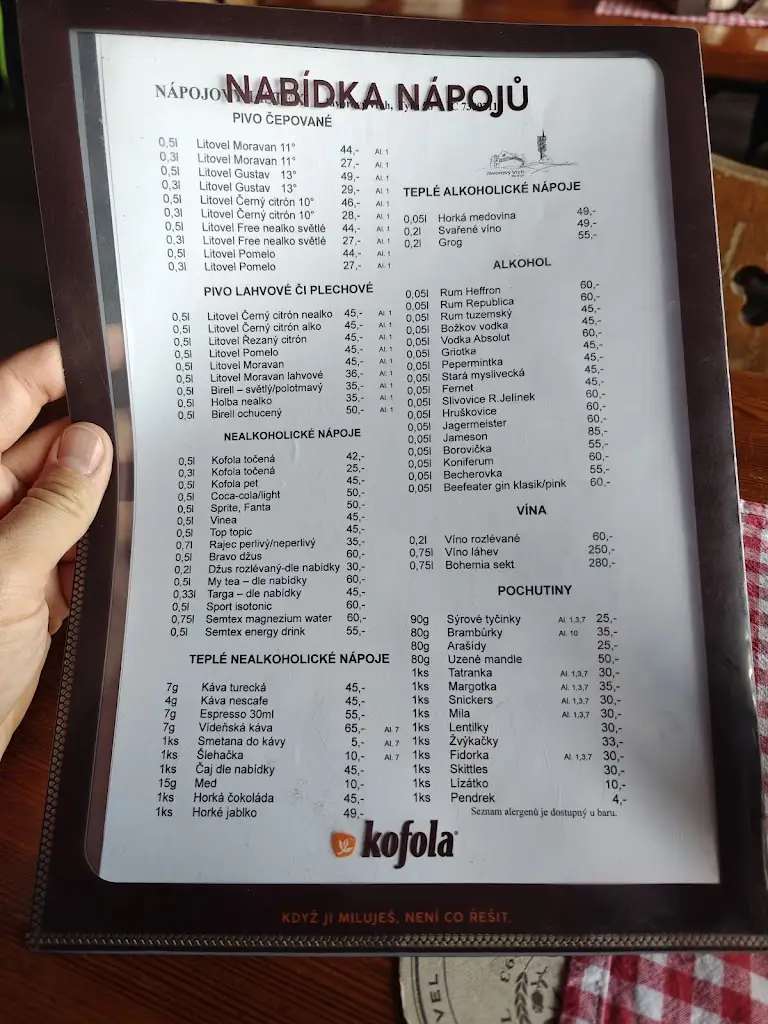 NABÍDKA NÁPOJŮ
NÁPOJOV
PIVO ČEPOVANÉ
0,5l Litovel Moravan 11° 44,- Al. 1
0,3l Litovel Moravan 11° 27,- Al. 1
0,5l Litovel Gustav 13° 49,- Al. 1
0,3l Litovel Gustav 13° 29,- Al. 1
0,5l Litovel Černý citrón 10° 46,- Al. 1
0,3l Litovel Černý citrón 10° 28,- Al. 1
0,5l Litovel Free nealko světlé 44,- Al. 1
0,3l Litovel Free nealko světlé 27,- Al. 1
0,5l Litovel Pomelo 44,- Al. 1
0,3l Litovel Pomelo 27,- Al. 1
PIVO LAHVOVÉ ČI PLECHOVÉ
0,5l Litovel Černý citrón nealko 45,- Al. 1
0,5l Litovel Černý citrón alko 45,- Al. 1
0,5l Litovel Řezaný citrón 45,- Al. 1
0,5l Litovel Pomelo 45,- Al. 1
0,5l Litovel Moravan 45,- Al. 1
0,5l Litovel Moravan lahvové 36,- Al. 1
0,5l Birell – světlý/polotmavý 35,- Al. 1
0,5l Holba nealko 35,- Al. 1
0,5l Birell ochucený 50,- Al. 1
NEALKOHOLICKÉ NÁPOJE
0,5l Kofola točená 42,-
0,3l Kofola točená 25,-
0,5l Kofola pet 45,-
0,5l Coca-cola/light 50,-
0,5l Sprite, Fanta 50,-
0,5l Vinea 45,-
0,5l Top topic 45,-
0,7l Rajec perlivý/neperlivý 35,-
0,5l Bravo džus 60,-
0,2l Džus rozlévaný-dle nabídky 30,-
0,5l My tea – dle nabídky 60,-
0,33l Targa – dle nabídky 45,-
0,5l Sport isotonic 60,-
0,75l Semtex magnezium water 60,-
0,5l Semtex energy drink 55,-
TEPLÉ NEALKOHOLICKÉ NÁPOJE
7g Káva turecká 45,-
4g Káva nescafe 45,-
7g Espresso 30ml 55,-
7g Vídeňská káva 65,- Al. 7
1ks Smetana do kávy 5,- Al. 7
1ks Šlehačka 10,- Al. 7
1ks Čaj dle nabídky 45,-
15g Med 10,-
1ks Horká čokoláda 45,-
1ks Horké jablko 49,-
Javorový Vrch
TEPLÉ ALKOHOLICKÉ NÁPOJE
0,05l Horká medovina 49,-
0,2l Svařené víno 49,-
0,2l Grog 55,-
ALKOHOL
0,05l Rum Heffron 60,-
0,05l Rum Republica 60,-
0,05l Rum tuzemský 45,-
0,05l Božkov vodka 45,-
0,05l Vodka Absolut 60,-
0,05l Griotka 45,-
0,05l Pepermintka 45,-
0,05l Stará myslivecká 45,-
0,05l Fernet 45,-
0,05l Slivovice R.Jelínek 60,-
0,05l Hruškovice 60,-
0,05l Jagermeister 60,-
0,05l Jameson 85,-
0,05l Borovička 55,-
0,05l Koniferum 60,-
0,05l Becherovka 55,-
0,05l Beefeater gin klasik/pink 60,-
VÍNA
0,2l Víno rozlévané 60,-
0,75l Víno láhev 250,-
0,75l Bohemia sekt 280,-
POCHUTINY
90g Sýrové tyčinky Al. 1,3,7 25,-
80g Brambůrky Al. 10 35,-
80g Arašídy 25,-
80g Uzené mandle 50,-
1ks Tatranka Al. 1,3,7 30,-
1ks Margotka Al. 1,3,7 35,-
1ks Snickers Al. 1,3,7 30,-
1ks Mila Al. 1,3,7 30,-
1ks Lentilky 30,-
1ks Žvýkačky 33,-
1ks Fidorka Al. 1,3,7 30,-
1ks Skittles 30,-
1ks Lízátko 10,-
1ks Pendrek 4,-
Seznam alergenů je dostupný u baru.
kofola
KDYŽ JI MILUJEŠ, NENÍ CO ŘEŠIT.